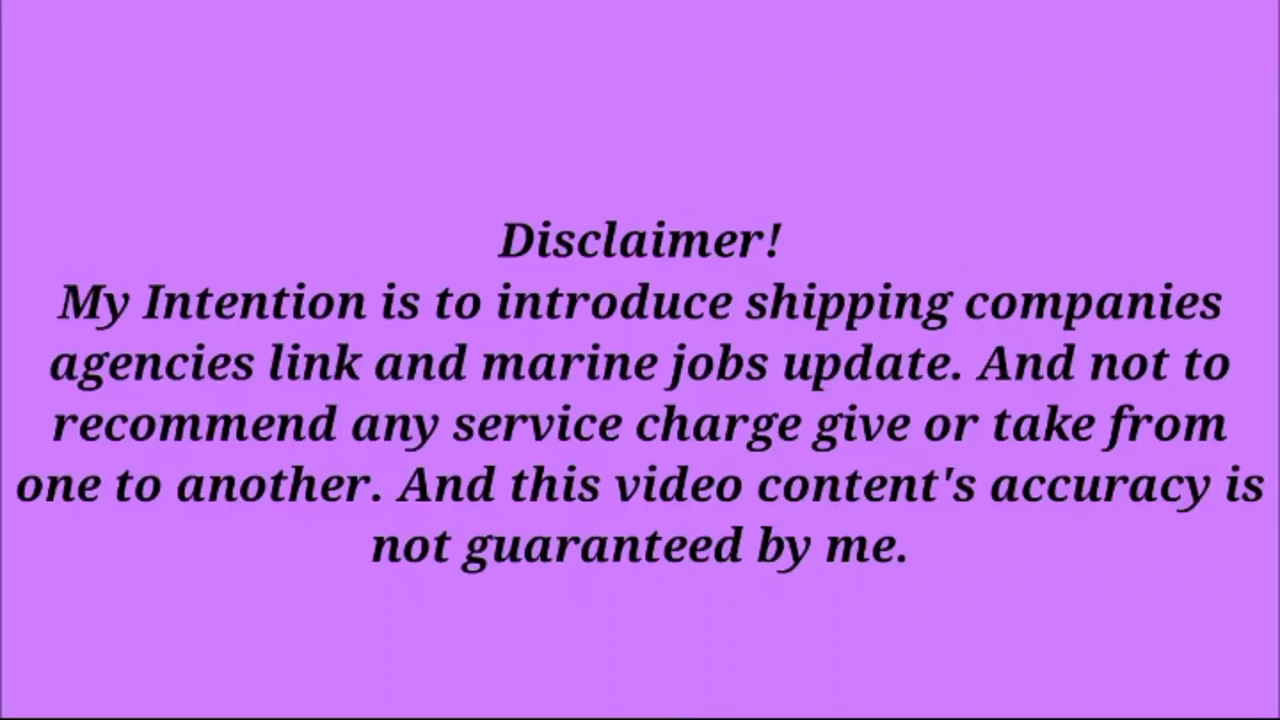 Disclaimer!
My Intention is to introduce shipping companies
agencies link and marine jobs update. And not to
recommend any service charge give or take from
one to another. And this video content's accuracy is
not guaranteed by me.